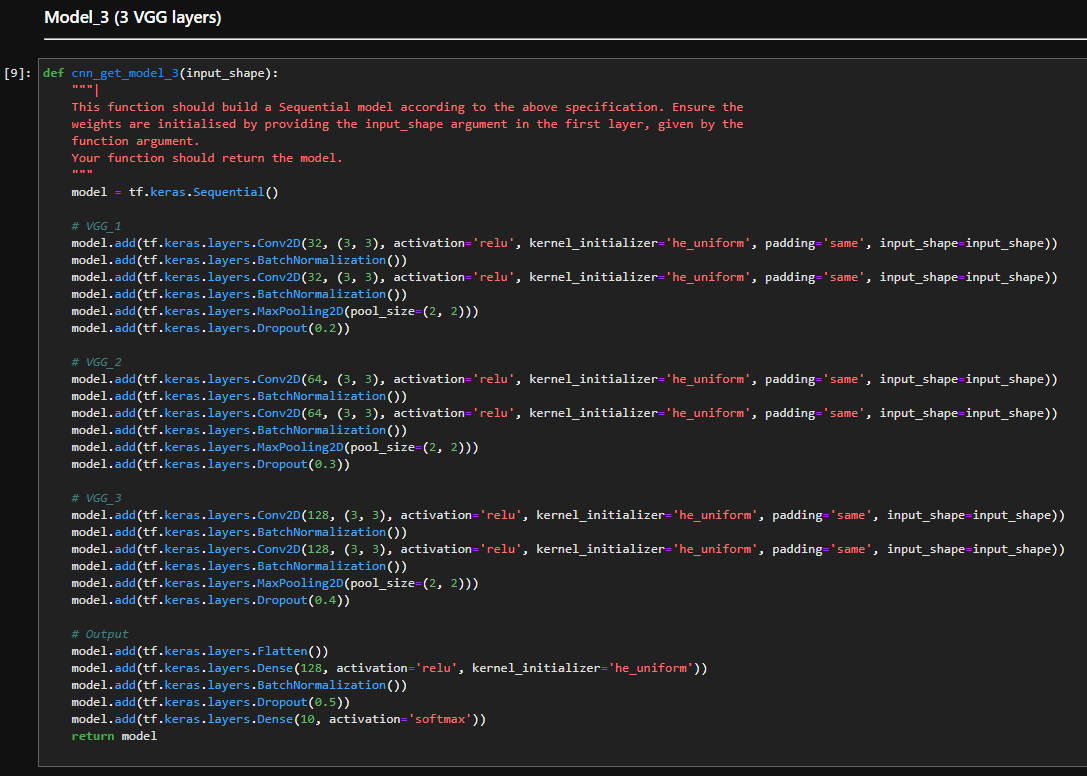 Model_3 (3 VGG layers)
[9]: def cnn_get_model_3(input_shape):
    """
    This function should build a Sequential model according to the above specification. Ensure the
    weights are initialised by providing the input_shape argument in the first layer, given by the
    function argument.
    Your function should return the model.
    """
    model = tf.keras.Sequential()

    # VGG_1
    model.add(tf.keras.layers.Conv2D(32, (3, 3), activation='relu', kernel_initializer='he_uniform', padding='same', input_shape=input_shape))
    model.add(tf.keras.layers.BatchNormalization())
    model.add(tf.keras.layers.Conv2D(32, (3, 3), activation='relu', kernel_initializer='he_uniform', padding='same', input_shape=input_shape))
    model.add(tf.keras.layers.BatchNormalization())
    model.add(tf.keras.layers.MaxPooling2D(pool_size=(2, 2)))
    model.add(tf.keras.layers.Dropout(0.2))

    # VGG_2
    model.add(tf.keras.layers.Conv2D(64, (3, 3), activation='relu', kernel_initializer='he_uniform', padding='same', input_shape=input_shape))
    model.add(tf.keras.layers.BatchNormalization())
    model.add(tf.keras.layers.Conv2D(64, (3, 3), activation='relu', kernel_initializer='he_uniform', padding='same', input_shape=input_shape))
    model.add(tf.keras.layers.BatchNormalization())
    model.add(tf.keras.layers.MaxPooling2D(pool_size=(2, 2)))
    model.add(tf.keras.layers.Dropout(0.3))

    # VGG_3
    model.add(tf.keras.layers.Conv2D(128, (3, 3), activation='relu', kernel_initializer='he_uniform', padding='same', input_shape=input_shape))
    model.add(tf.keras.layers.BatchNormalization())
    model.add(tf.keras.layers.Conv2D(128, (3, 3), activation='relu', kernel_initializer='he_uniform', padding='same', input_shape=input_shape))
    model.add(tf.keras.layers.BatchNormalization())
    model.add(tf.keras.layers.MaxPooling2D(pool_size=(2, 2)))
    model.add(tf.keras.layers.Dropout(0.4))

    # Output
    model.add(tf.keras.layers.Flatten())
    model.add(tf.keras.layers.Dense(128, activation='relu', kernel_initializer='he_uniform'))
    model.add(tf.keras.layers.BatchNormalization())
    model.add(tf.keras.layers.Dropout(0.5))
    model.add(tf.keras.layers.Dense(10, activation='softmax'))
    return model